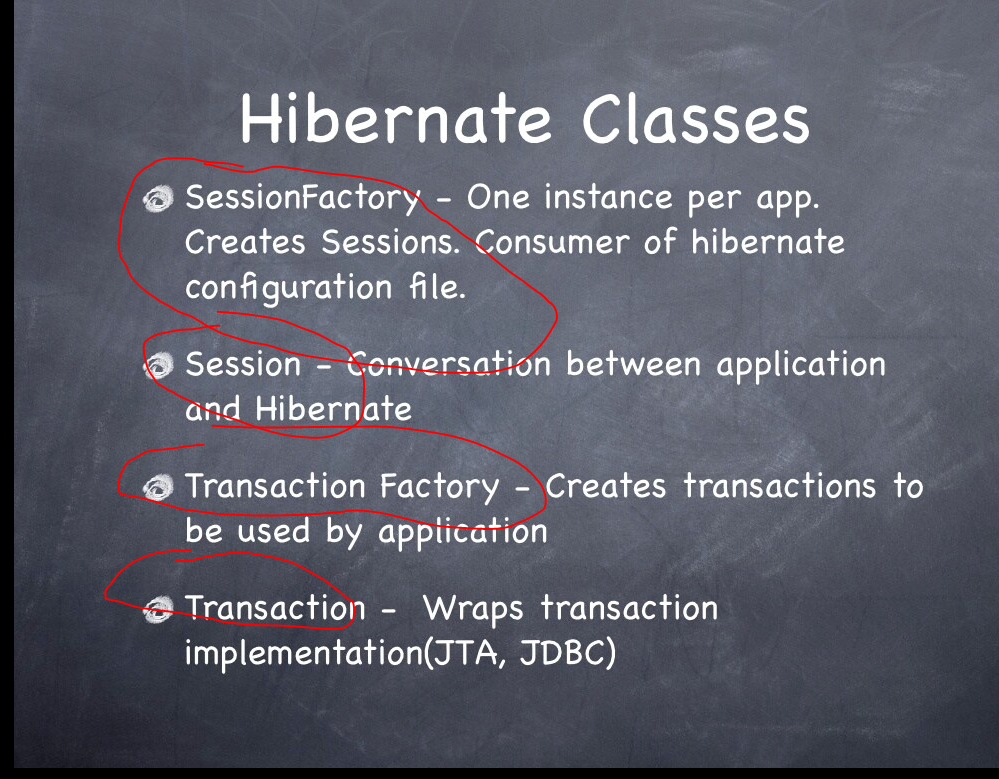 Hibernate Classes
SessionFactory - One instance per app.
Creates Sessions. Consumer of hibernate
configuration file.
Session - Conversation between application
and Hibernate
Transaction Factory - Creates transactions to
be used by application
Transaction - Wraps transaction
implementation(JTA, JDBC)